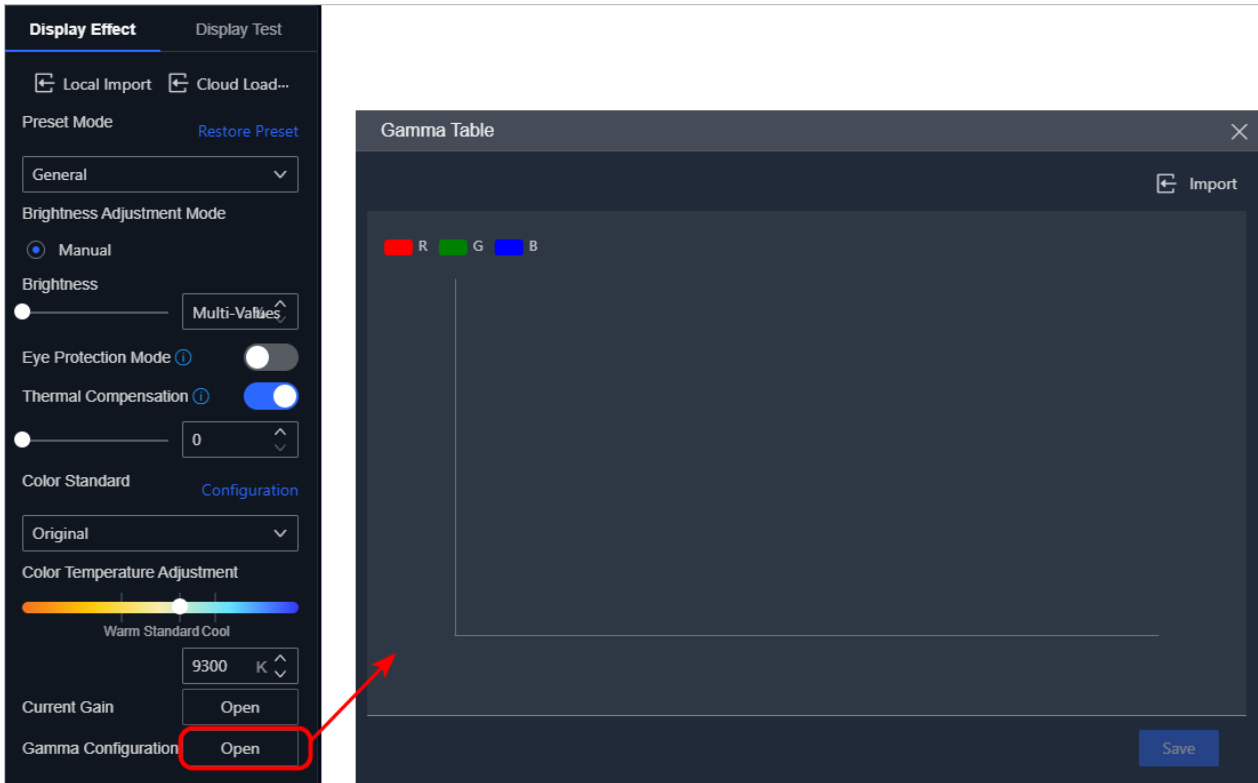 Display Effect
Display Test
Local Import
Cloud Load...
Preset Mode
Restore Preset
General
Brightness Adjustment Mode
Manual
Brightness
Multi-Values
%
Eye Protection Mode
Thermal Compensation
0
Color Standard
Configuration
Original
Color Temperature Adjustment
Warm Standard Cool
9300 K
Current Gain
Open
Gamma Configuration
Open
Gamma Table
Import
R G B
Save